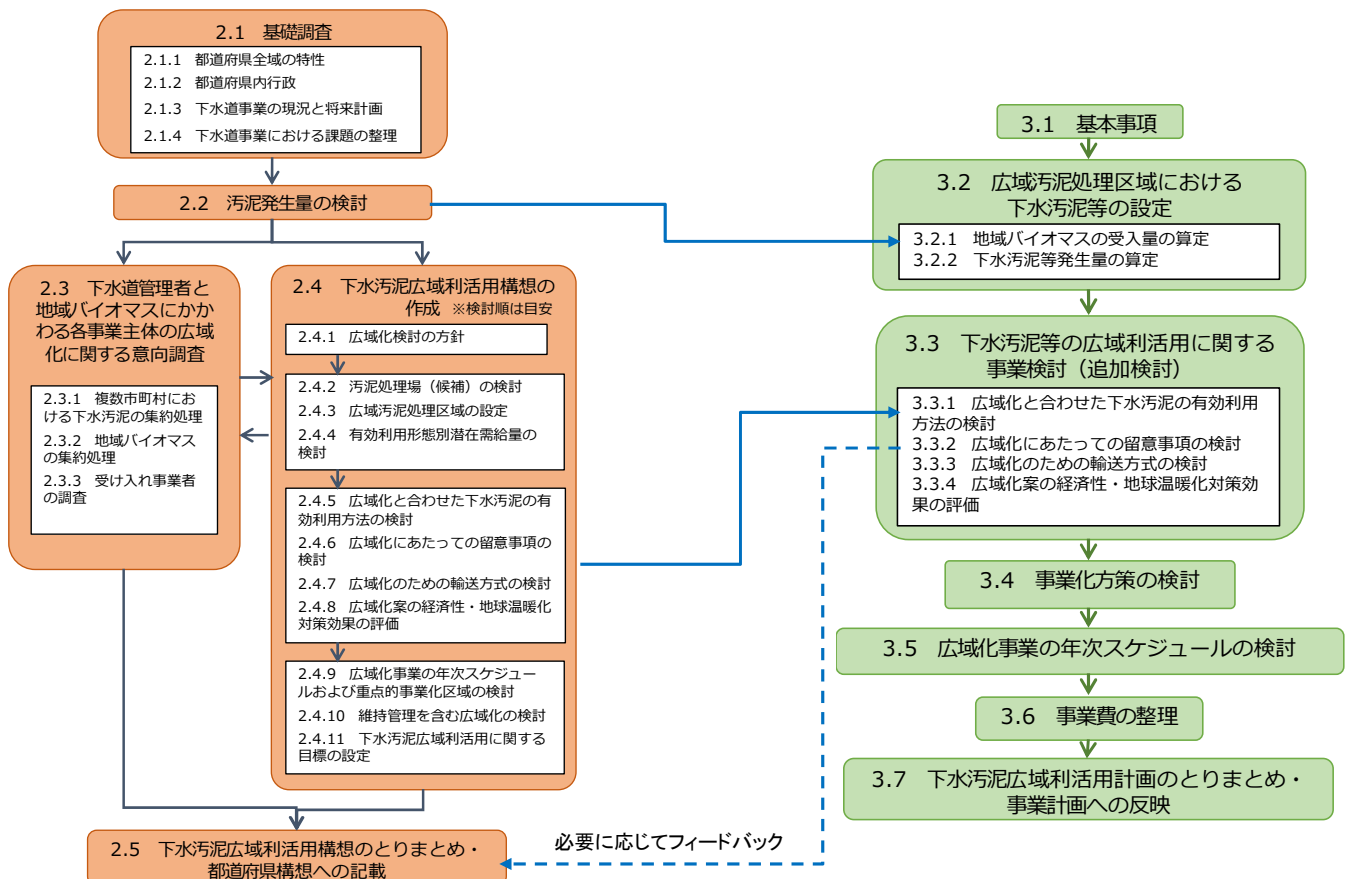 2.1 基礎調査
2.1.1 都道府県全域の特性
2.1.2 都道府県内行政
2.1.3 下水道事業の現況と将来計画
2.1.4 下水道事業における課題の整理
2.2 汚泥発生量の検討
2.3 下水道管理者と
地域バイオマスにかか
わる各事業主体の広域
化に関する意向調査
2.3.1 複数市町村にお
ける下水汚泥の集約処理
2.3.2 地域バイオマス
の集約処理
2.3.3 受け入れ事業者
の調査
2.4 下水汚泥広域利活用構想の
作成 ※検討順は目安
2.4.1 広域化検討の方針
2.4.2 汚泥処理場（候補）の検討
2.4.3 広域汚泥処理区域の設定
2.4.4 有効利用形態別潜在需給量の
検討
2.4.5 広域化と合わせた下水汚泥の有
効利用方法の検討
2.4.6 広域化にあたっての留意事項の
検討
2.4.7 広域化のための輸送方式の検討
2.4.8 広域化案の経済性・地球温暖化
対策効果の評価
2.4.9 広域化事業の年次スケジュー
ルおよび重点的事業化区域の検討
2.4.10 維持管理を含む広域化の検討
2.4.11 下水汚泥広域利活用に関する
目標の設定
2.5 下水汚泥広域利活用構想のとりまとめ・
都道府県構想への記載
必要に応じてフィードバック
3.1 基本事項
3.2 広域汚泥処理区域における
下水汚泥等の設定
3.2.1 地域バイオマスの受入量の算定
3.2.2 下水汚泥等発生量の算定
3.3 下水汚泥等の広域利活用に関する
事業検討（追加検討）
3.3.1 広域化と合わせた下水汚泥の有効利用
方法の検討
3.3.2 広域化にあたっての留意事項の検討
3.3.3 広域化のための輸送方式の検討
3.3.4 広域化案の経済性・地球温暖化対策効
果の評価
3.4 事業化方策の検討
3.5 広域化事業の年次スケジュールの検討
3.6 事業費の整理
3.7 下水汚泥広域利活用計画のとりまとめ・
事業計画への反映